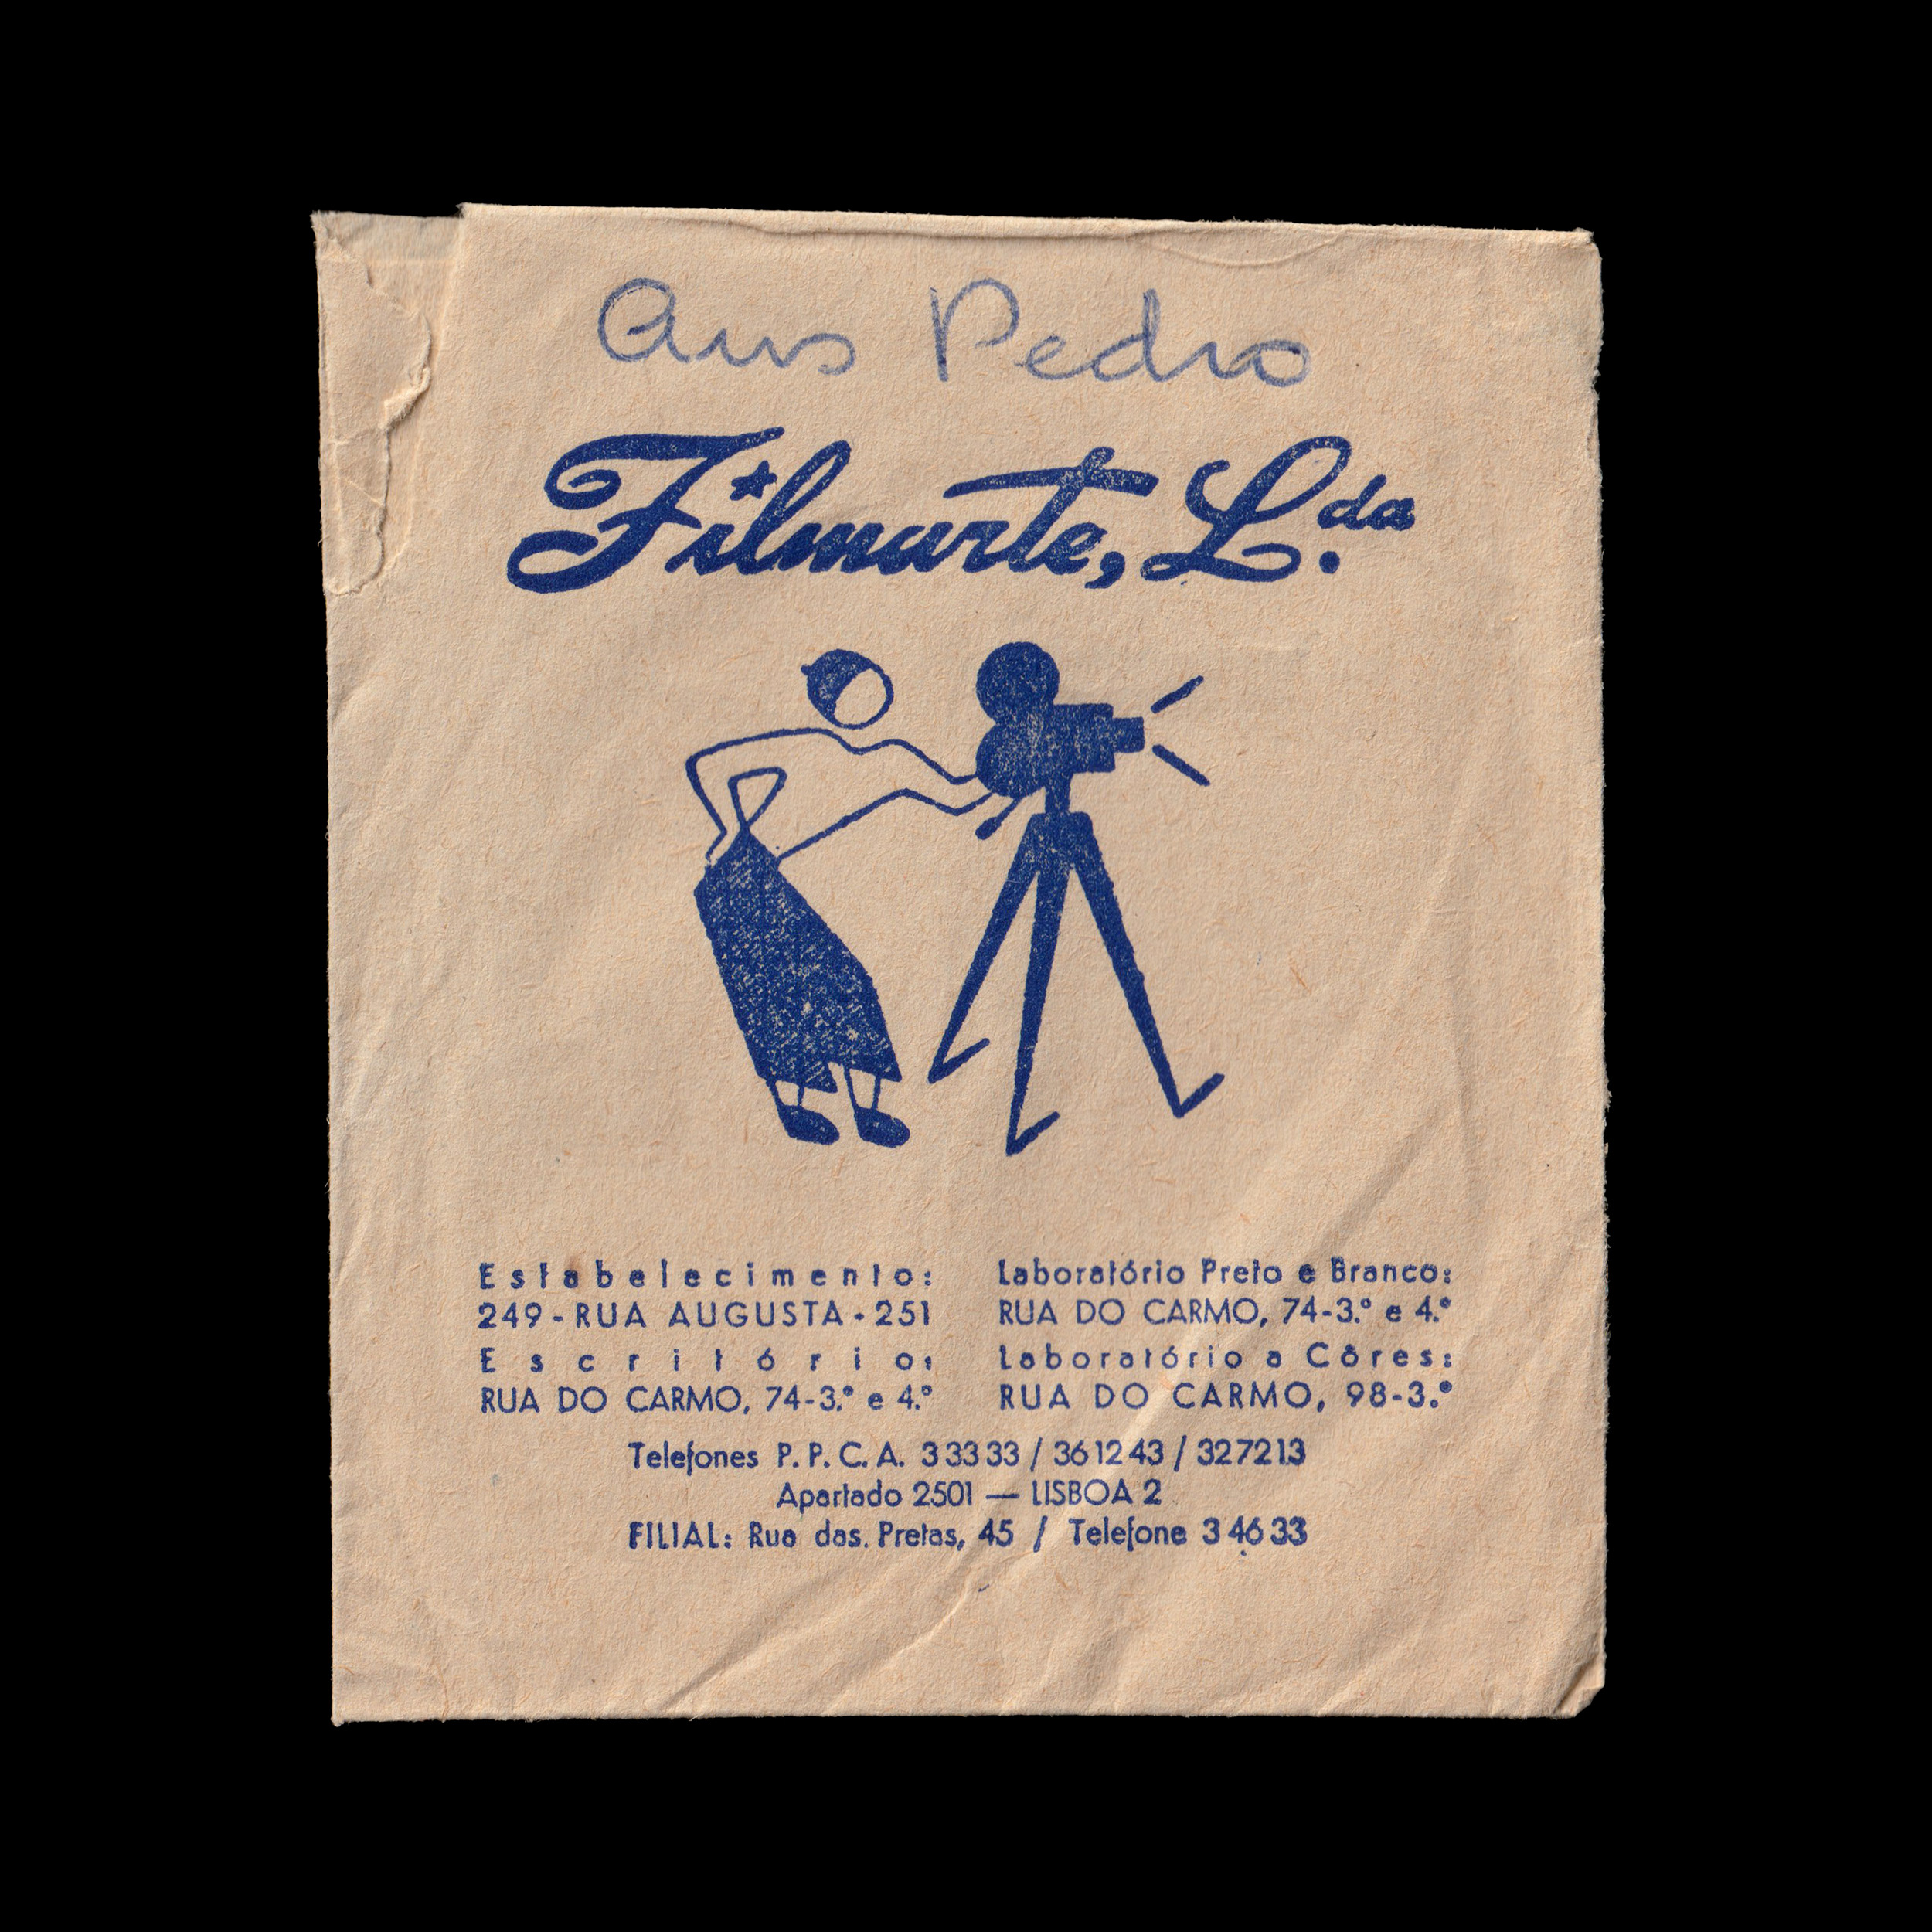 Pedro
Filmarte, L.da
Estabelecimento:
249-RUA AUGUSTA-251
Escritório:
RUA DO CARMO, 74-3.º e 4.º
Laboratório Preto e Branco:
RUA DO CARMO, 74-3.º e 4.º
Laboratório a Côres:
RUA DO CARMO, 98-3.º
Telefones P. P. C. A. 3 33 33 / 36 12 43 / 32 72 13
Apartado 2501 — LISBOA 2
FILIAL: Rua das. Pretas, 45 / Telefone 3 46 33